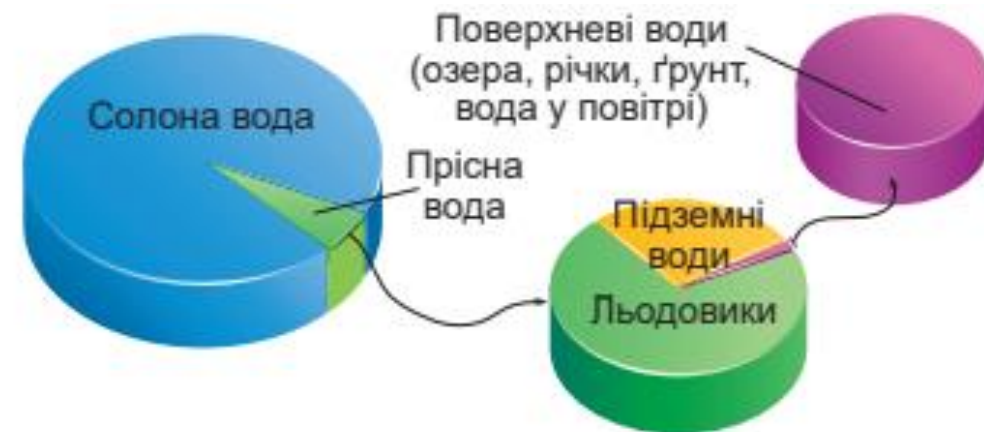 Солона вода
Прісна
вода
Поверхневі води
(озера, річки, ґрунт,
вода у повітрі)
Підземні
води
Льодовики